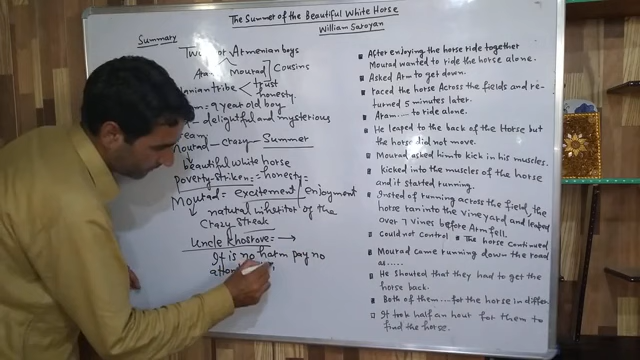 The Summer of the Beautiful White Horse
William Saroyan
Summary
Armenian boys
Mourad
Cousins
tribe
trust
honesty.
9 year old boy
delightful and mysterious
Mourad - crazy - Summer
beautiful white horse
Poverty-striken = honesty =
Mourad = excitement enjoyment
natural of the
Crazy streak
Uncle Khosrove = →
It is no harm pay no
After enjoying the horse ride together
Mourad wanted to ride the horse alone.
Asked Aram to get down.
raced the horse Across the fields and re-
turned 5 minutes later.
Aram.... to ride alone.
He leaped to the back of the Horse but
the horse did not move.
Mourad asked him to kick in his muscles.
kicked into the muscles of the horse
and it started running.
Insted of running across the field, the
horse ran into the vineyard and leaped
over 7 vines before Arm fell.
Could not control The horse continued
Mourad came running down the road
as.....
He shouted that they had to get the
horse back.
Both of them....for the horse in differ
It took half an hour for them to
find the horse.